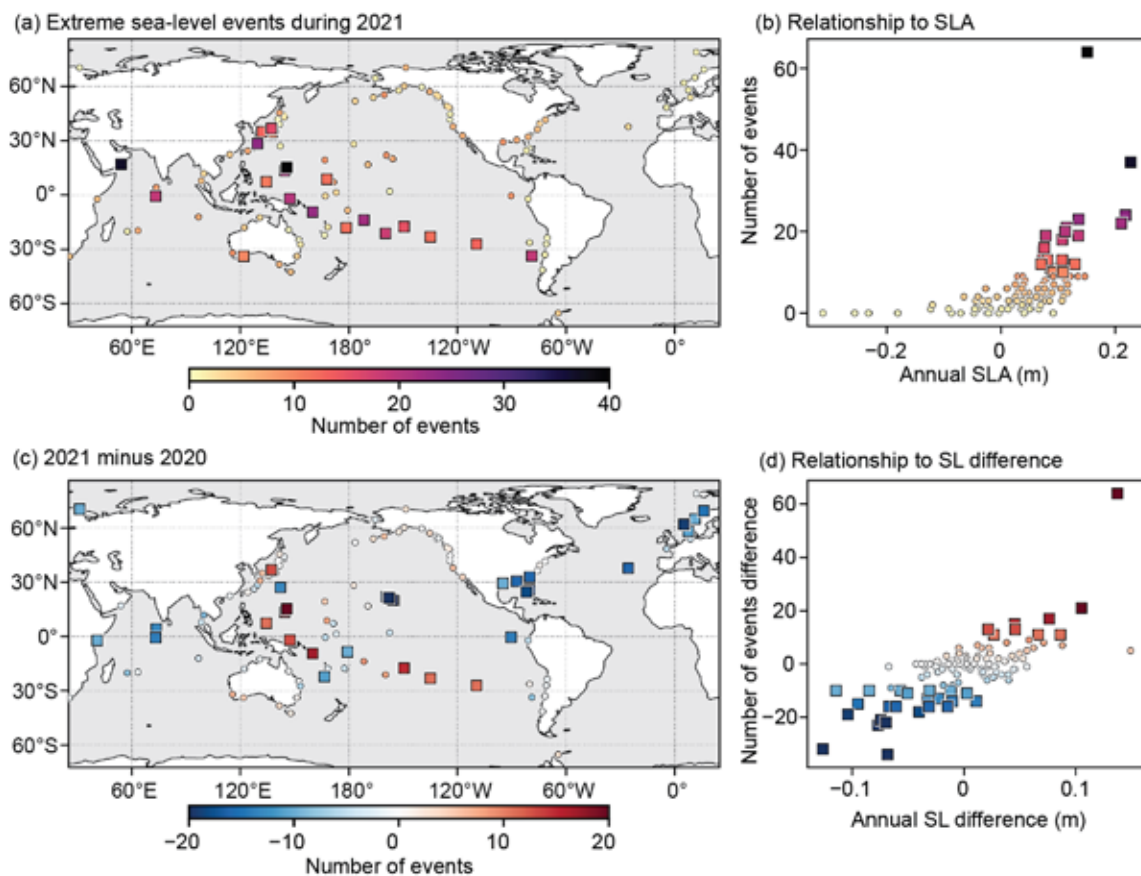 (a) Extreme sea-level events during 2021
60°N
30°N
0°
30°S
60°S
60°E 120°E 180° 120°W 60°W 0°
0 10 20 30 40
Number of events
(b) Relationship to SLA
Number of events
60
40
20
0
−0.2 0 0.2
Annual SLA (m)
(c) 2021 minus 2020
60°N
30°N
0°
30°S
60°S
60°E 120°E 180° 120°W 60°W 0°
−20 −10 0 10 20
Number of events
(d) Relationship to SL difference
Number of events difference
60
40
20
0
−20
−0.1 0 0.1
Annual SL difference (m)